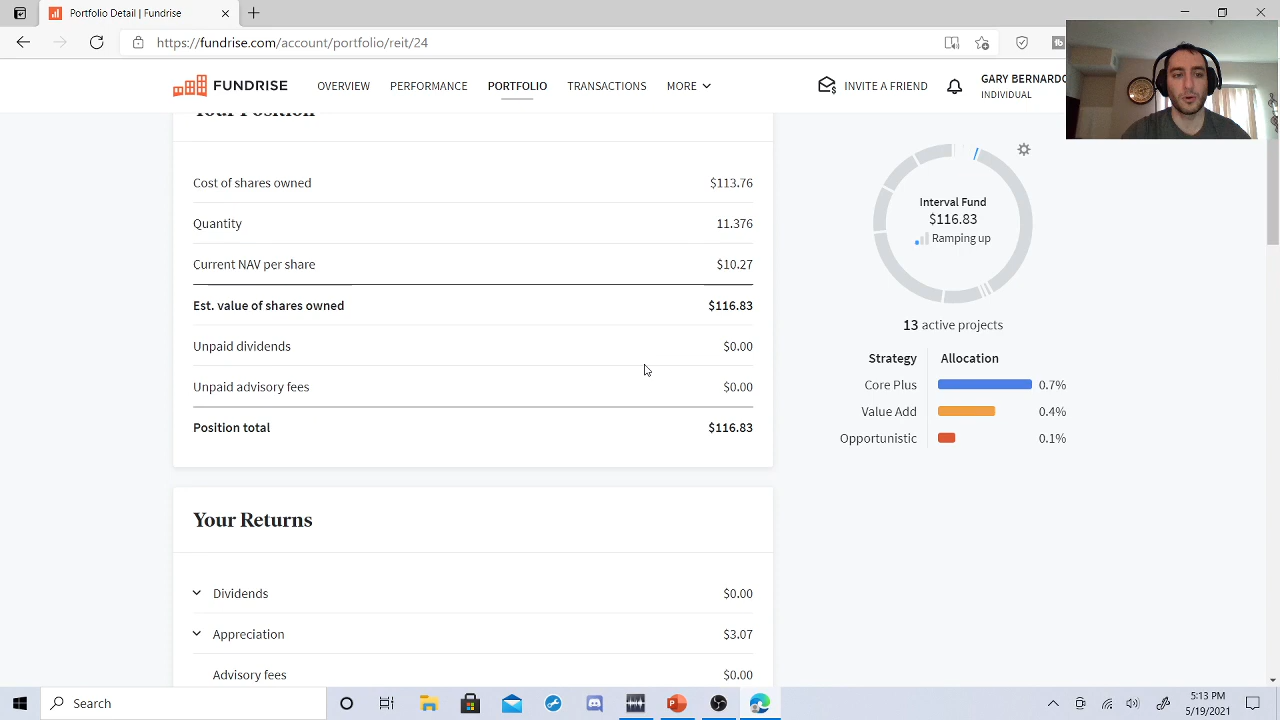 Portfolio Detail | Fundrise
https://fundrise.com/account/portfolio/reit/24
FUNDRISE OVERVIEW PERFORMANCE PORTFOLIO TRANSACTIONS MORE INVITE A FRIEND GARY BERNARDO
INDIVIDUAL
Your Position
Cost of shares owned $113.76
Quantity 11.376
Current NAV per share $10.27
Est. value of shares owned $116.83
Unpaid dividends $0.00
Unpaid advisory fees $0.00
Position total $116.83
Your Returns
Dividends $0.00
Appreciation $3.07
Advisory fees $0.00
Interval Fund
$116.83
Ramping up
13 active projects
Strategy Allocation
Core Plus 0.7%
Value Add 0.4%
Opportunistic 0.1%
Search
5:13 PM
5/19/2021